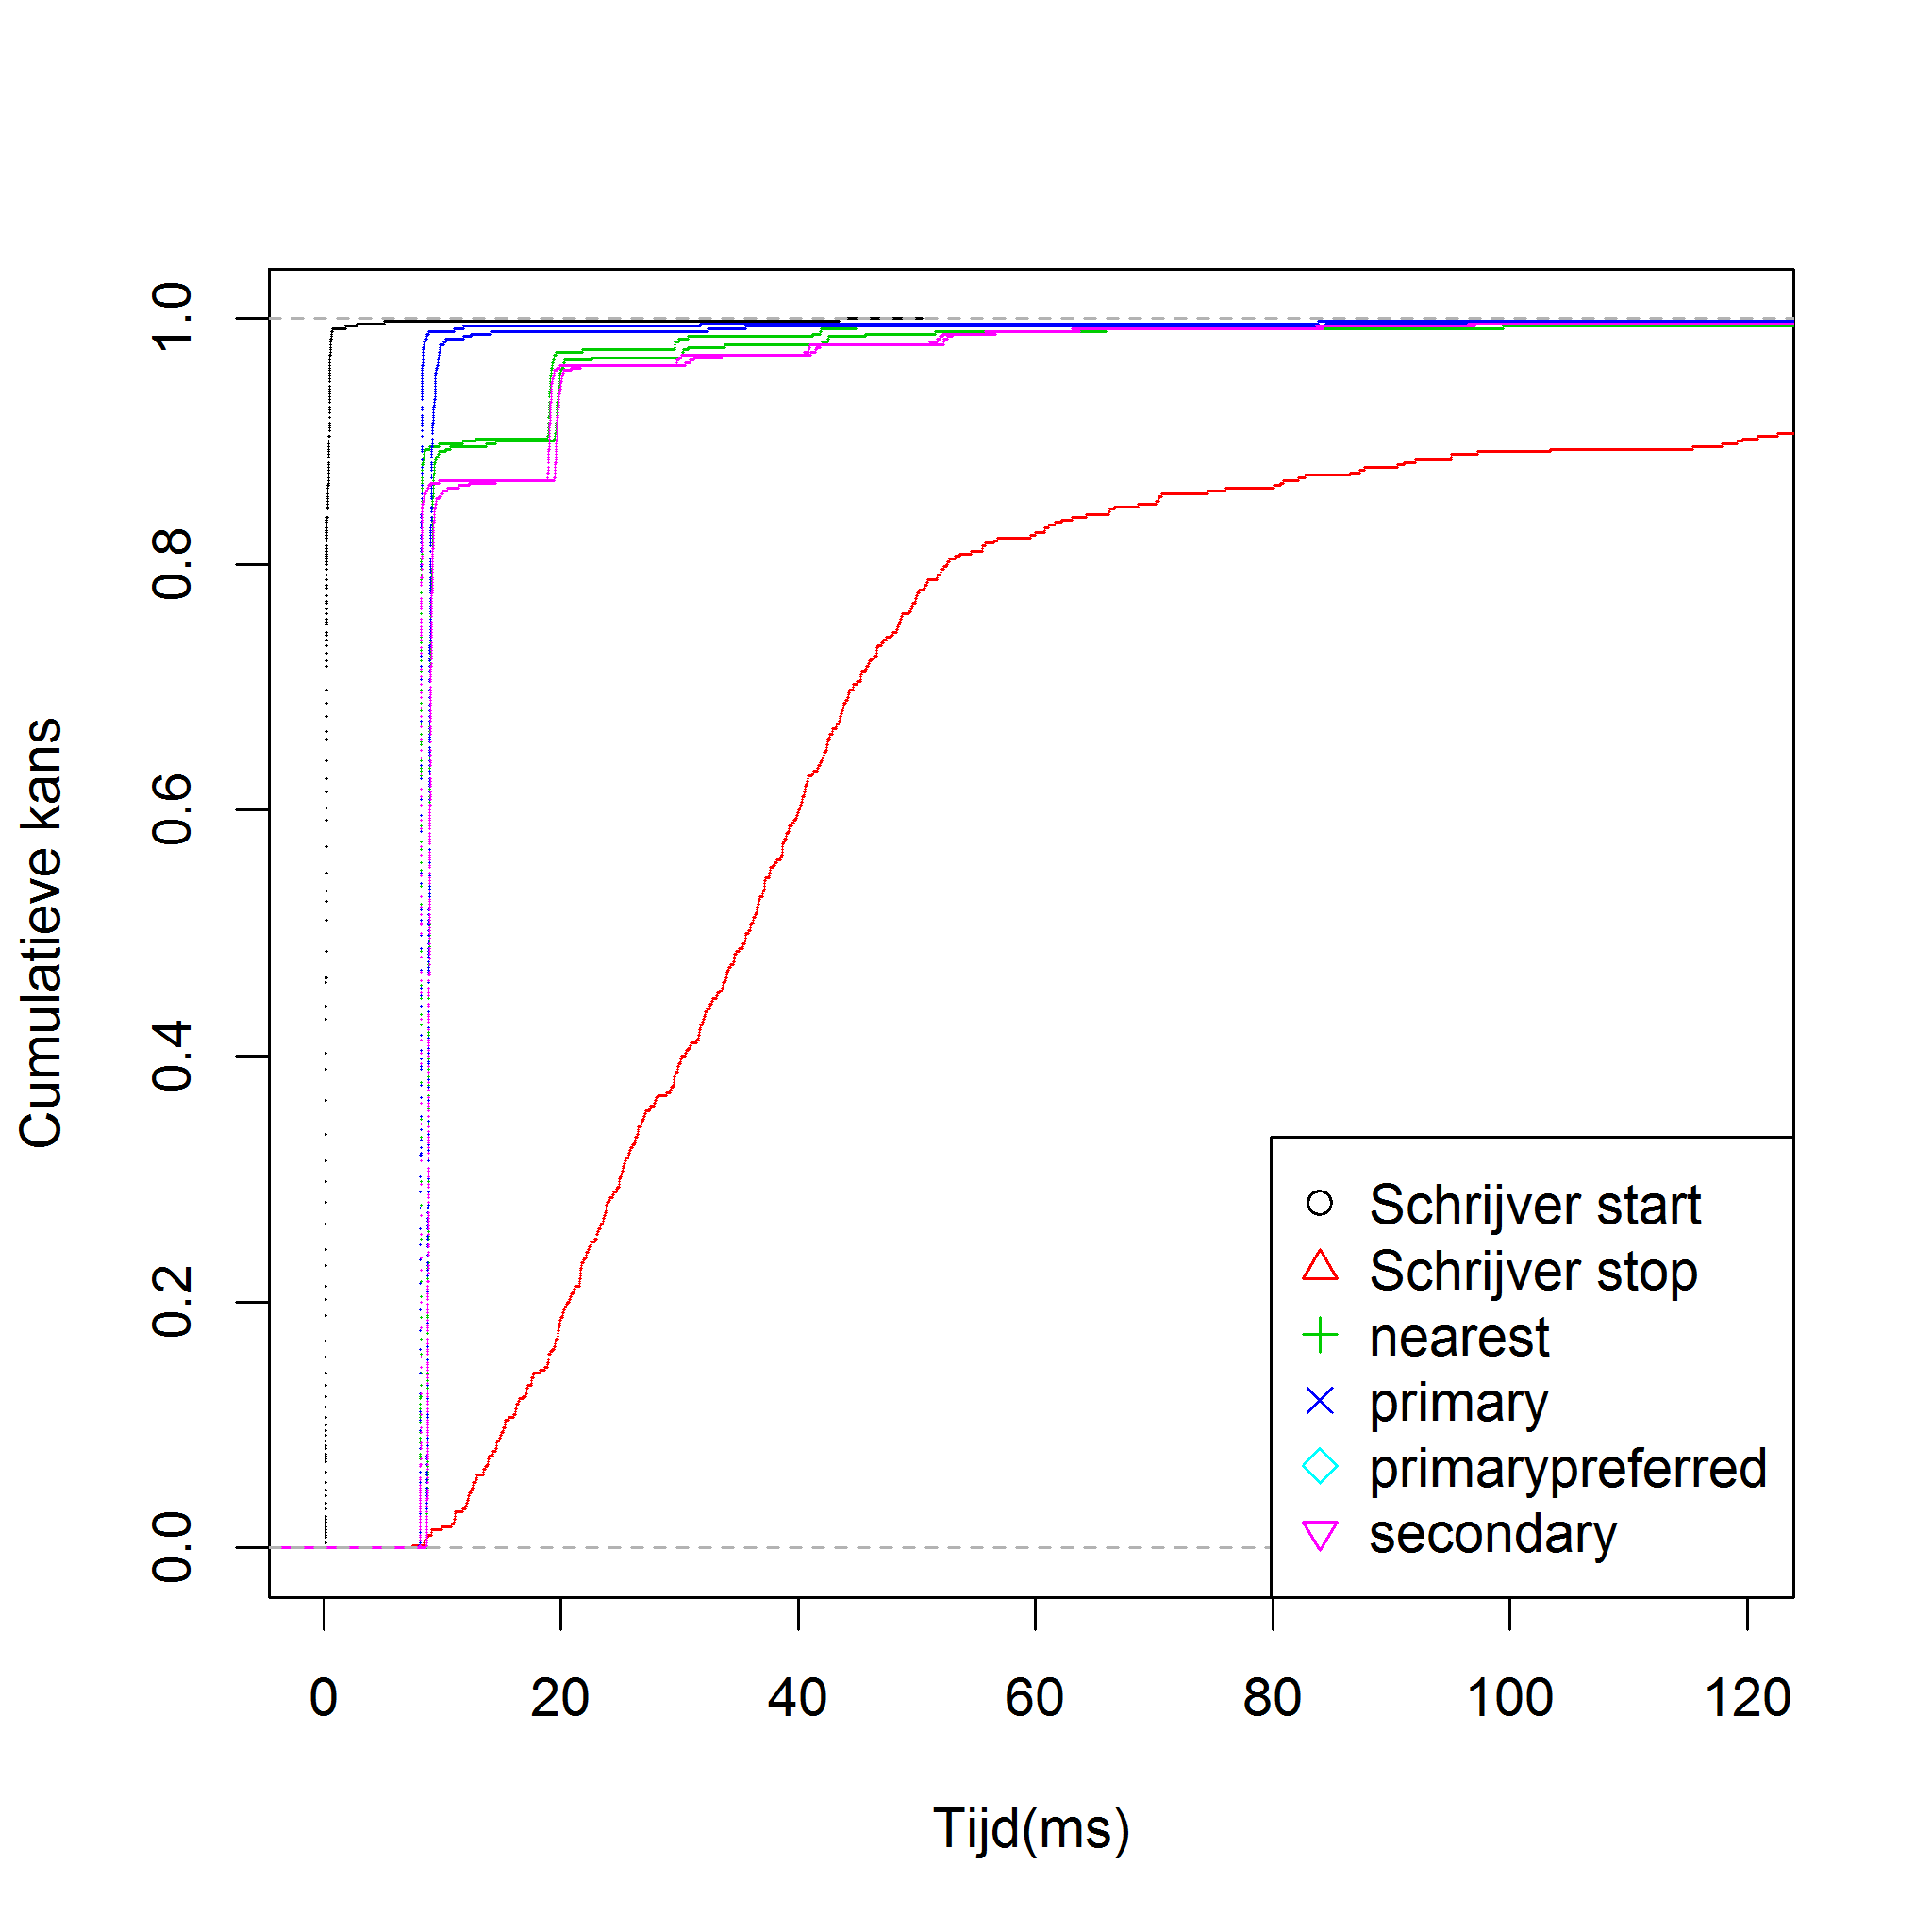 Cumulatieve kans
1.0
0.8
0.6
0.4
0.2
0.0
Schrijver start
Schrijver stop
nearest
primary
primarypreferred
secondary
0 20 40 60 80 100 120
Tijd(ms)